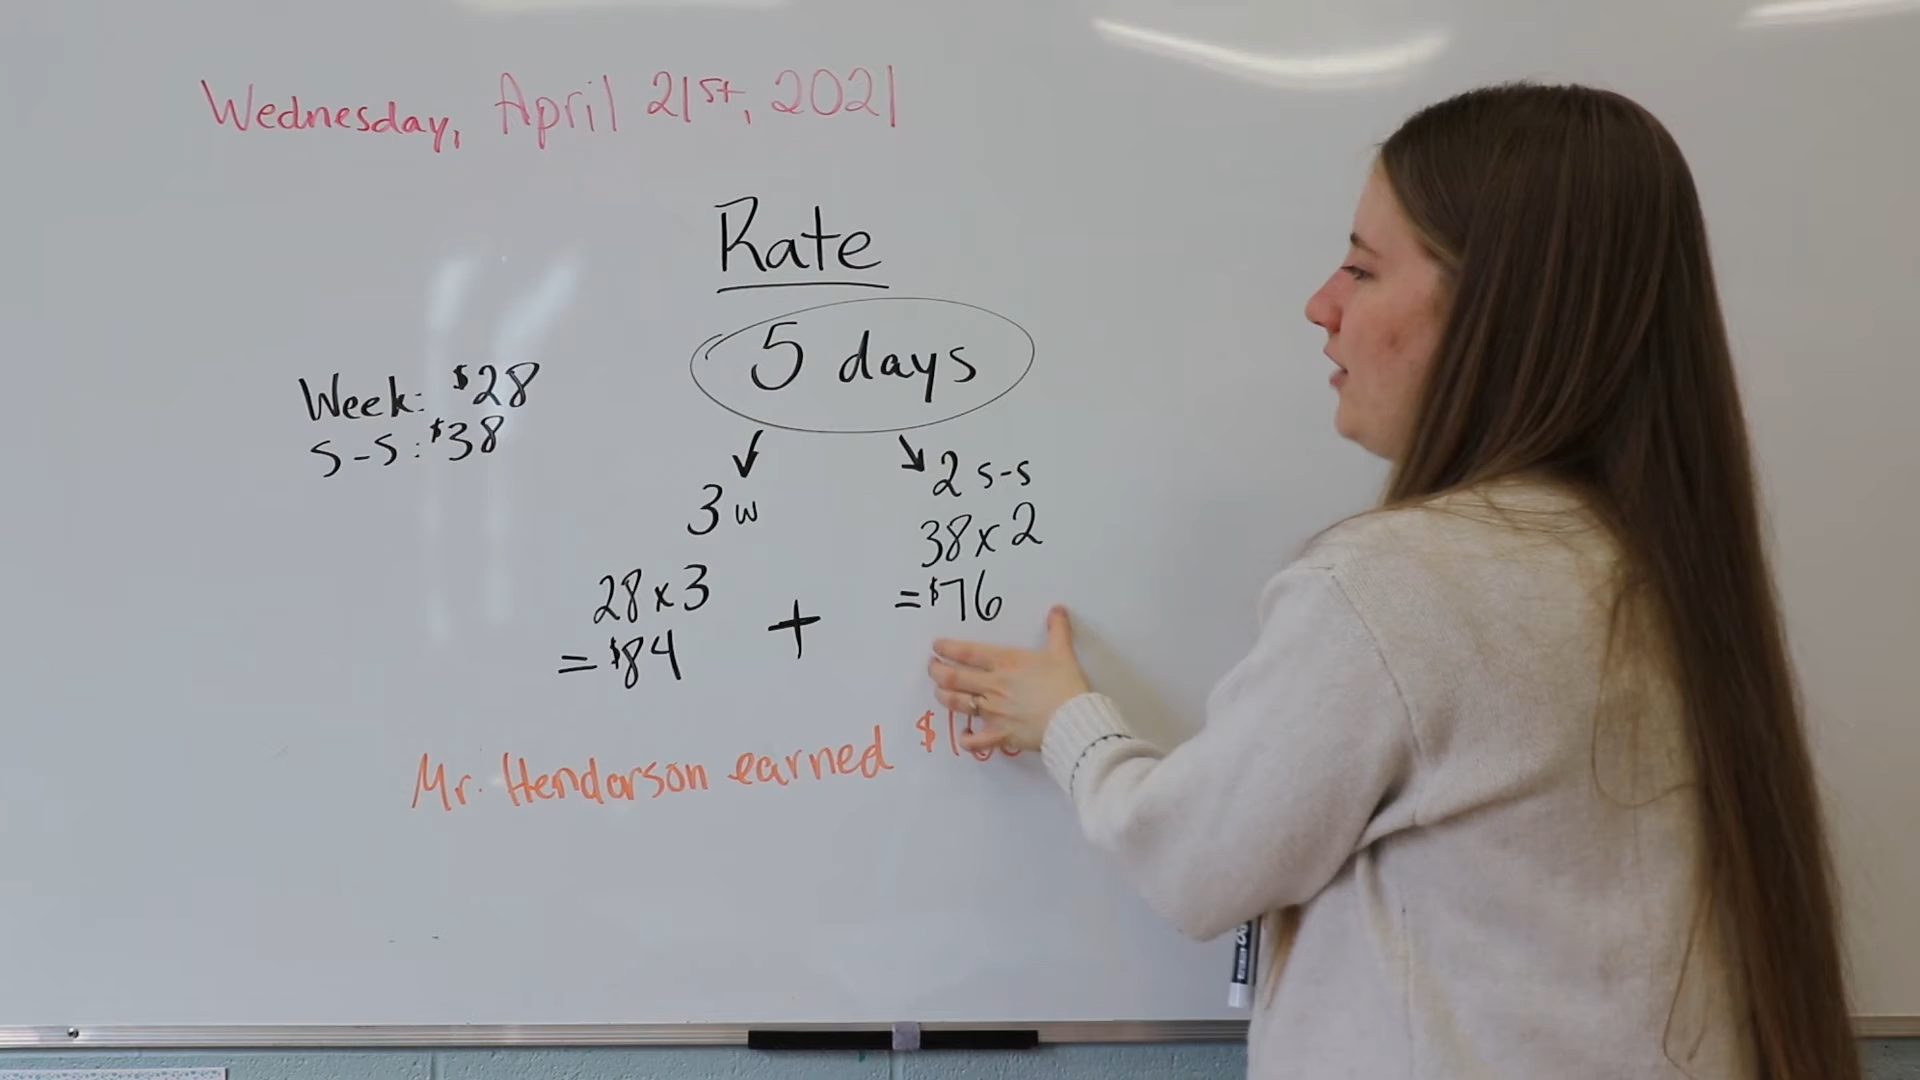 Wednesday, April 21st, 2021
Rate
5 days
Week: $28
S-S: $38
3 w
2 s-s
28 x 3
= $84
+
38 x 2
= $76
Mr. Henderson earned